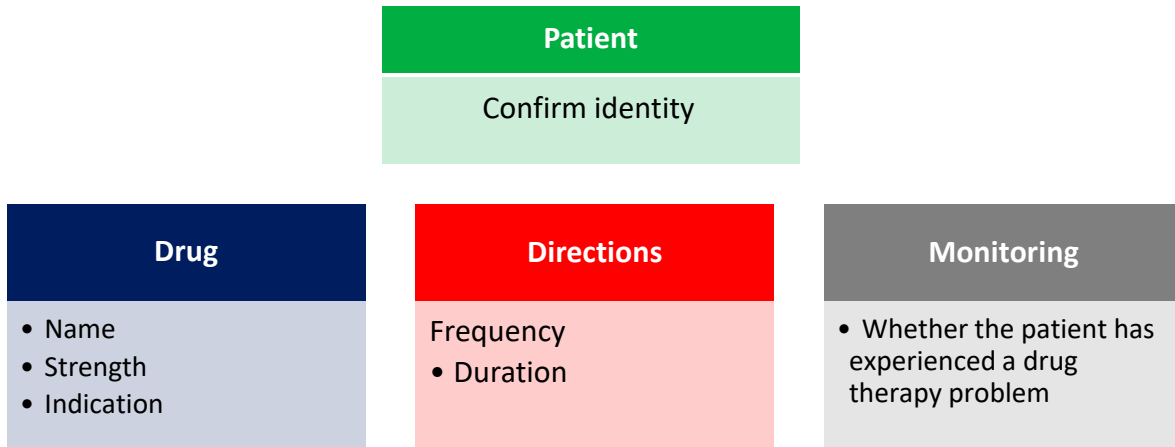 Patient
Confirm identity
Drug
• Name
• Strength
• Indication
Directions
Frequency
• Duration
Monitoring
• Whether the patient has
experienced a drug
therapy problem